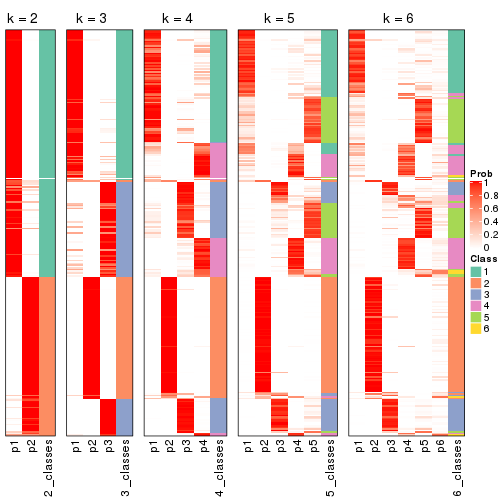 k = 2
k = 3
k = 4
k = 5
k = 6
p1
p2
2_classes
p1
p2
p3
3_classes
p1
p2
p3
p4
4_classes
p1
p2
p3
p4
p5
5_classes
p1
p2
p3
p4
p5
p6
6_classes
Prob
1
0.8
0.6
0.4
0.2
0
Class
1
2
3
4
5
6